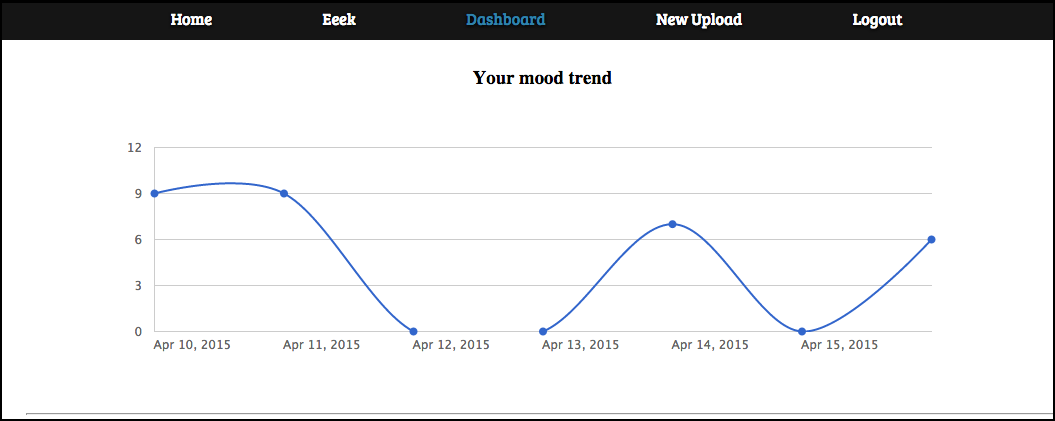 Home Eeek Dashboard New Upload Logout
Your mood trend
12
9
6
3
0
Apr 10, 2015 Apr 11, 2015 Apr 12, 2015 Apr 13, 2015 Apr 14, 2015 Apr 15, 2015